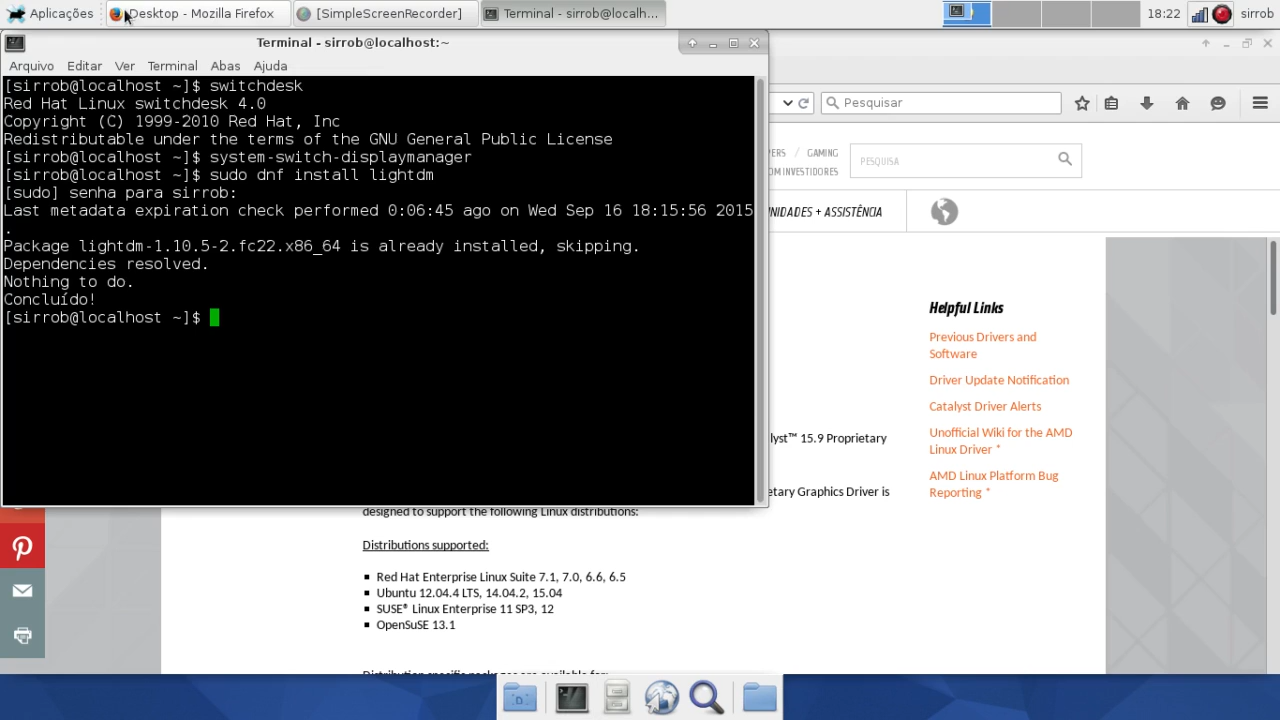 Aplicações
Desktop - Mozilla Firefox
[SimpleScreenRecorder]
Terminal - sirrob@localh...
18:22
sirrob
Terminal - sirrob@localhost:~
Arquivo Editar Ver Terminal Abas Ajuda
[sirrob@localhost ~]$ switchdesk
Red Hat Linux switchdesk 4.0
Copyright (C) 1999-2010 Red Hat, Inc
Redistributable under the terms of the GNU General Public License
[sirrob@localhost ~]$ system-switch-displaymanager
[sirrob@localhost ~]$ sudo dnf install lightdm
[sudo] senha para sirrob:
Last metadata expiration check performed 0:06:45 ago on Wed Sep 16 18:15:56 2015
.
Package lightdm-1.10.5-2.fc22.x86_64 is already installed, skipping.
Dependencies resolved.
Nothing to do.
Concluído!
[sirrob@localhost ~]$
Pesquisar
/ GAMING
OM INVESTIDORES
PESQUISA
NIDADES + ASSISTÊNCIA
Helpful Links
Previous Drivers and
Software
Driver Update Notification
Catalyst Driver Alerts
Unofficial Wiki for the AMD
Linux Driver *
AMD Linux Platform Bug
Reporting *
lyst™ 15.9 Proprietary
etary Graphics Driver is
designed to support the following Linux distributions:
Distributions supported:
Red Hat Enterprise Linux Suite 7.1, 7.0, 6.6, 6.5
Ubuntu 12.04.4 LTS, 14.04.2, 15.04
SUSE® Linux Enterprise 11 SP3, 12
OpenSuSE 13.1